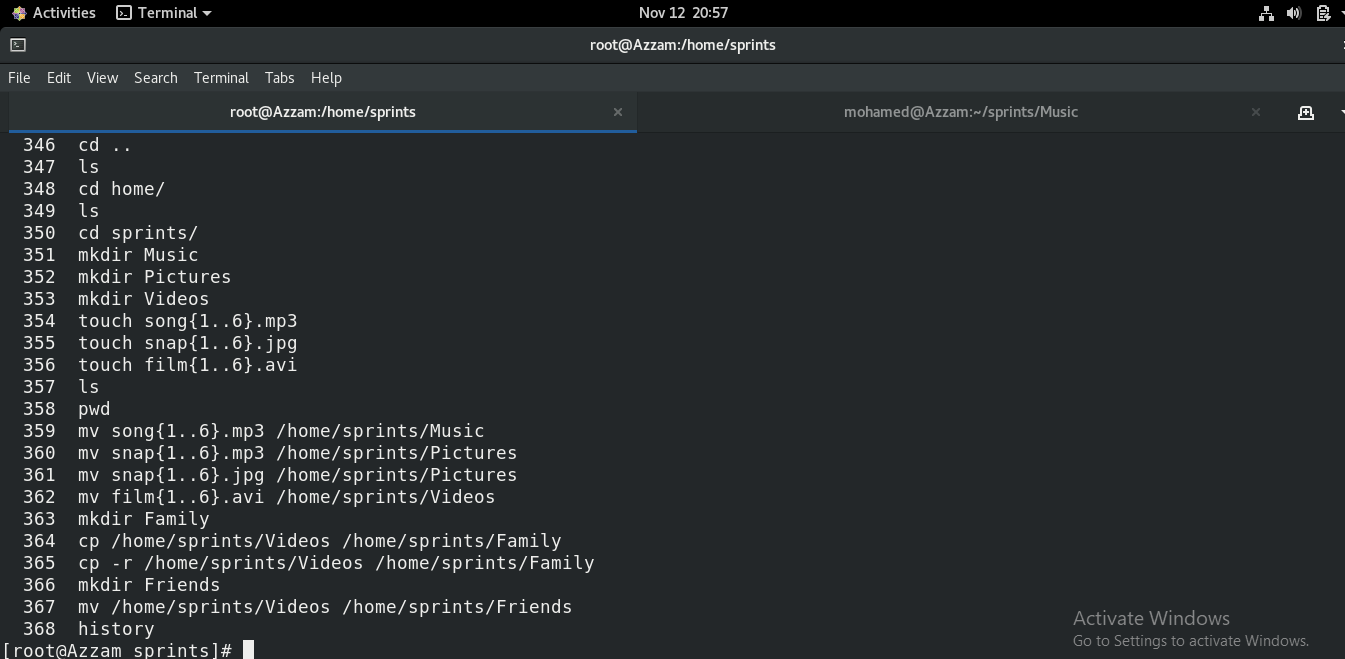 Activities Terminal Nov 12 20:57
root@Azzam:/home/sprints
File Edit View Search Terminal Tabs Help
root@Azzam:/home/sprints × mohamed@Azzam:~/sprints/Music ×
346 cd ..
347 ls
348 cd home/
349 ls
350 cd sprints/
351 mkdir Music
352 mkdir Pictures
353 mkdir Videos
354 touch song{1..6}.mp3
355 touch snap{1..6}.jpg
356 touch film{1..6}.avi
357 ls
358 pwd
359 mv song{1..6}.mp3 /home/sprints/Music
360 mv snap{1..6}.mp3 /home/sprints/Pictures
361 mv snap{1..6}.jpg /home/sprints/Pictures
362 mv film{1..6}.avi /home/sprints/Videos
363 mkdir Family
364 cp /home/sprints/Videos /home/sprints/Family
365 cp -r /home/sprints/Videos /home/sprints/Family
366 mkdir Friends
367 mv /home/sprints/Videos /home/sprints/Friends
368 history
[root@Azzam sprints]#
Activate Windows
Go to Settings to activate Windows.